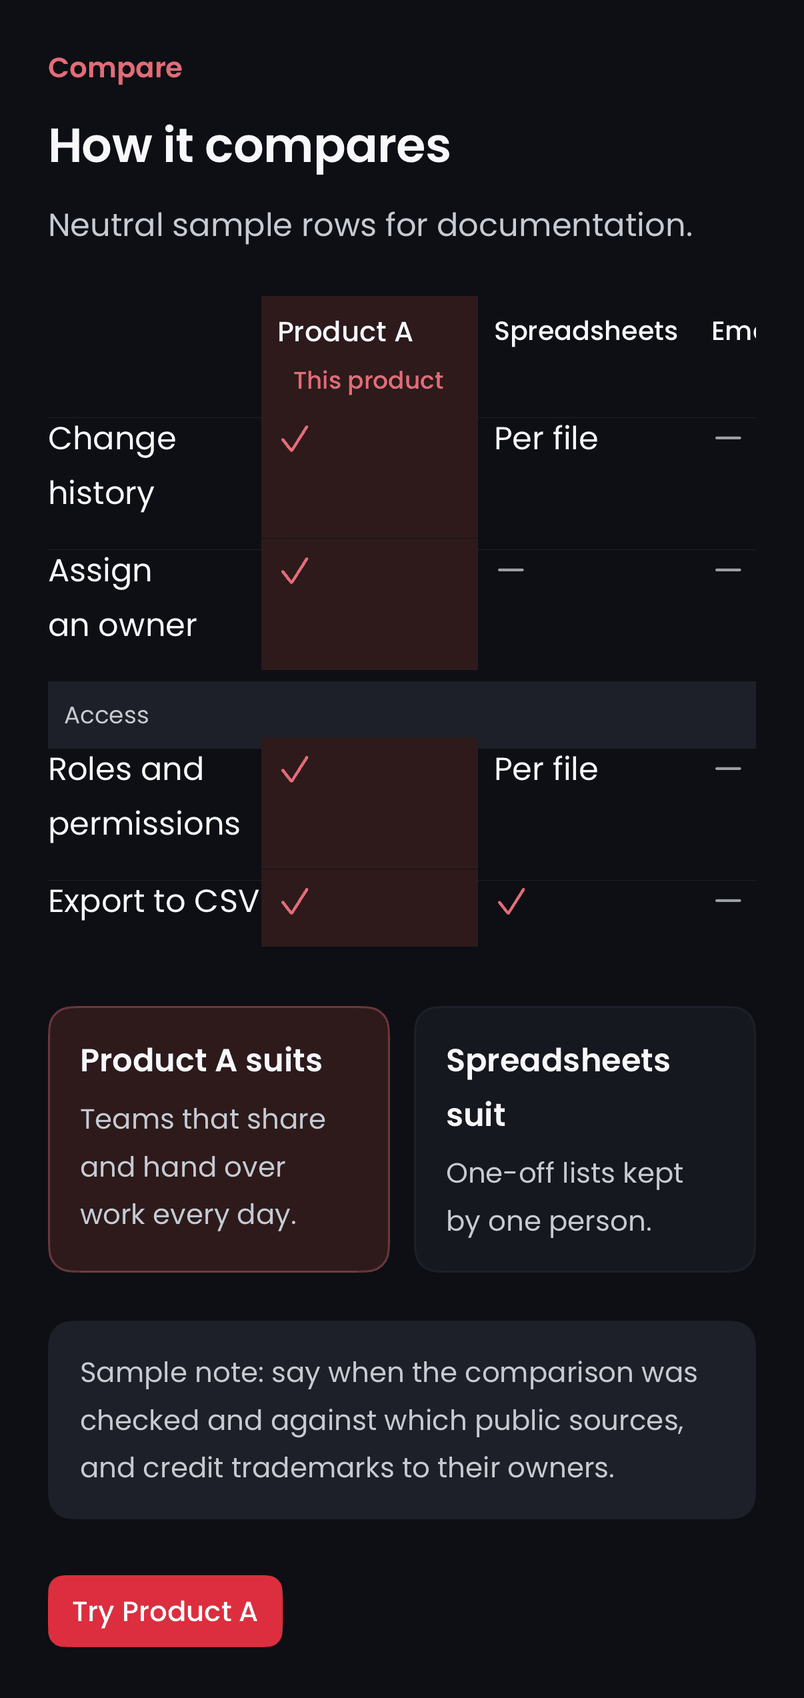 Compare
How it compares
Neutral sample rows for documentation.
Product A
Spreadsheets
This product
Change
history
Per file
Assign
an owner
Access
Roles and
permissions
Per file
Export to CSV
Product A suits
Teams that share
and hand over
work every day.
Spreadsheets
suit
One-off lists kept
by one person.
Sample note: say when the comparison was
checked and against which public sources,
and credit trademarks to their owners.
Try Product A